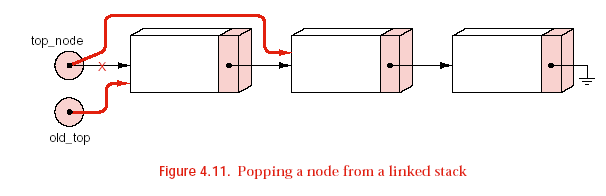 top_node
X
old_top
Figure 4.11. Popping a node from a linked stack